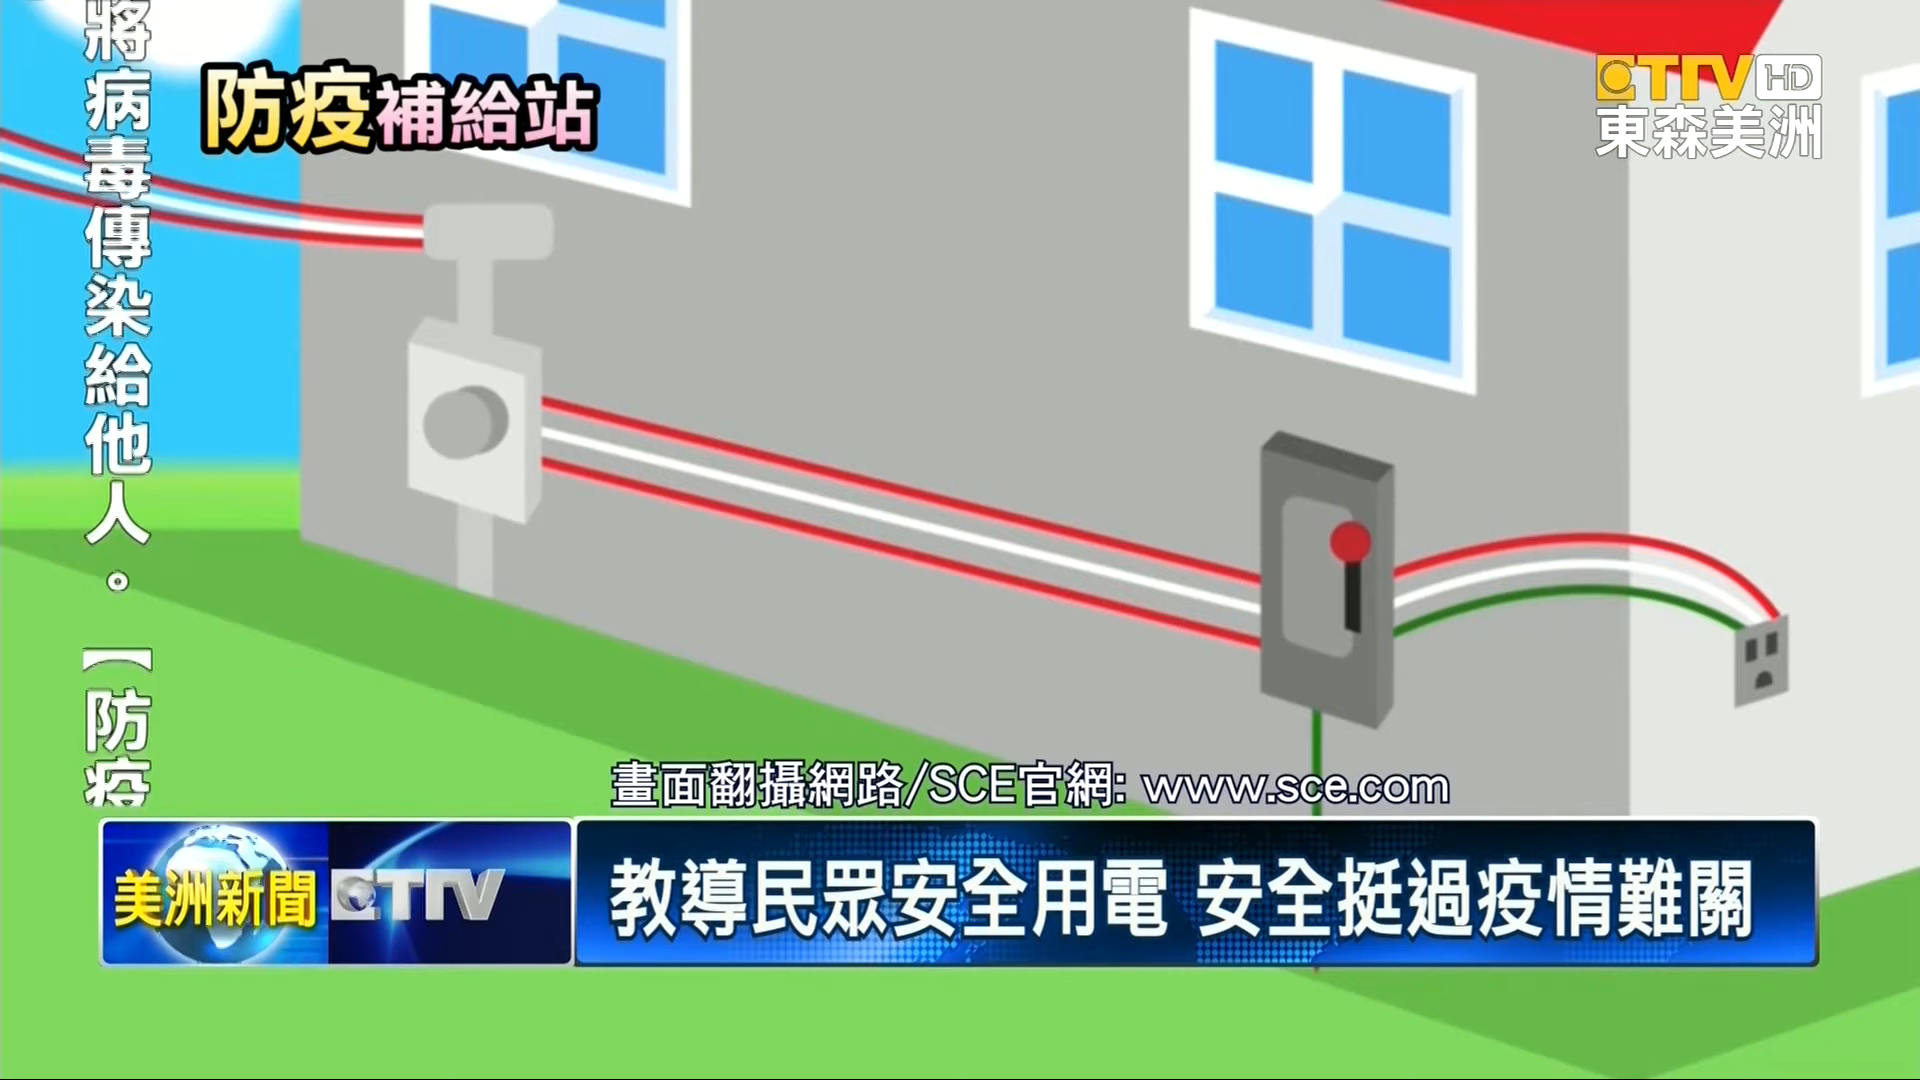 將病毒傳染給他人。【防疫
防疫補給站
ETTV HD
東森美洲
畫面翻攝網路/SCE官網: www.sce.com
美洲新聞 ETTV
教導民眾安全用電 安全挺過疫情難關